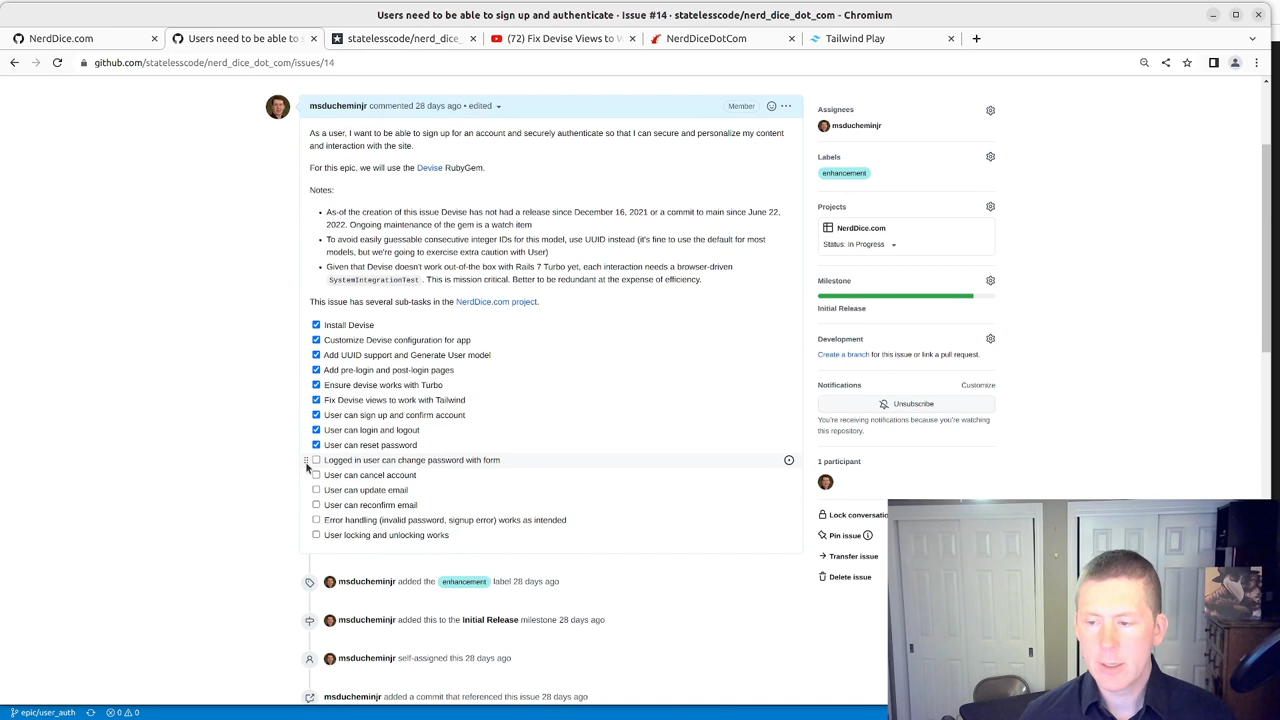 Users need to be able to sign up and authenticate · Issue #14 · statelesscode/nerd_dice_dot_com - Chromium
NerdDice.com
Users need to be able to s
statelesscode/nerd_dice_
(72) Fix Devise Views to W
NerdDiceDotCom
Tailwind Play
github.com/statelesscode/nerd_dice_dot_com/issues/14
msducheminjr commented 28 days ago • edited
Member
As a user, I want to be able to sign up for an account and securely authenticate so that I can secure and personalize my content
and interaction with the site.
For this epic, we will use the Devise RubyGem.
Notes:
• As-of the creation of this issue Devise has not had a release since December 16, 2021 or a commit to main since June 22,
2022. Ongoing maintenance of the gem is a watch item
• To avoid easily guessable consecutive integer IDs for this model, use UUID instead (it's fine to use the default for most
models, but we're going to exercise extra caution with User)
• Given that Devise doesn't work out-of-the box with Rails 7 Turbo yet, each interaction needs a browser-driven
SystemIntegrationTest . This is mission critical. Better to be redundant at the expense of efficiency.
This issue has several sub-tasks in the NerdDice.com project.
Install Devise
Customize Devise configuration for app
Add UUID support and Generate User model
Add pre-login and post-login pages
Ensure devise works with Turbo
Fix Devise views to work with Tailwind
User can sign up and confirm account
User can login and logout
User can reset password
Logged in user can change password with form
User can cancel account
User can update email
User can reconfirm email
Error handling (invalid password, signup error) works as intended
User locking and unlocking works
msducheminjr added the enhancement label 28 days ago
msducheminjr added this to the Initial Release milestone 28 days ago
msducheminjr self-assigned this 28 days ago
msducheminjr added a commit that referenced this issue 28 days ago
Assignees
msducheminjr
Labels
enhancement
Projects
NerdDice.com
Status: In Progress
Milestone
Initial Release
Development
Create a branch for this issue or link a pull request.
Notifications
Customize
Unsubscribe
You're receiving notifications because you're watching
this repository.
1 participant
Lock conversatio
Pin issue
Transfer issue
Delete issue
epic/user_auth
0
0